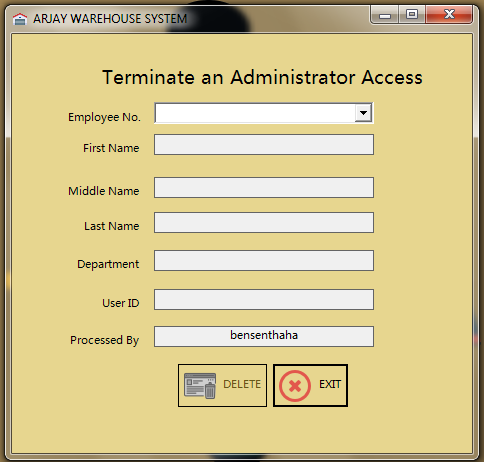 ARJAY WAREHOUSE SYSTEM
Terminate an Administrator Access
Employee No.
First Name
Middle Name
Last Name
Department
User ID
Processed By bensenthaha
DELETE EXIT